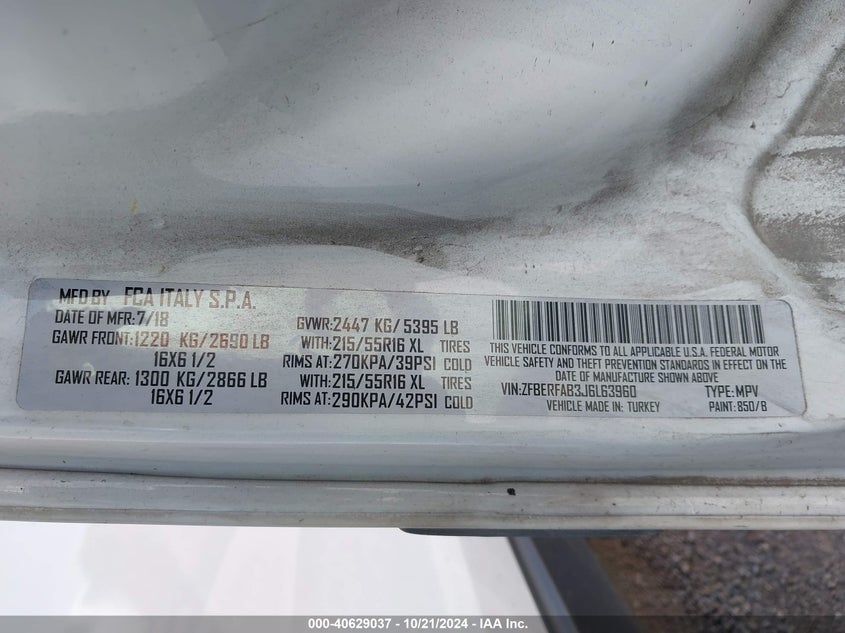 MFD BY FCA ITALY S.P.A.
DATE OF MFR: 7/18 GVWR: 2447 KG / 5395 LB
GAWR FRONT: 1220 KG/2690 LB WITH: 215/55R16 XL TIRES
16X6 1/2 RIMS AT: 270KPA/39PSI COLD
GAWR REAR: 1300 KG/2866 LB WITH: 215/55R16 XL TIRES
16X6 1/2 RIMS AT: 290KPA/42PSI COLD
THIS VEHICLE CONFORMS TO ALL APPLICABLE U.S.A. FEDERAL MOTOR
VEHICLE SAFETY, AND THEFT PREVENTION STANDARDS IN EFFECT ON THE
DATE OF MANUFACTURE SHOWN ABOVE
VIN: ZFBERFAB3J6L63960 TYPE: MPV
VEHICLE MADE IN: TURKEY PAINT: 850/B
000-40629037 - 10/21/2024 - IAA Inc.